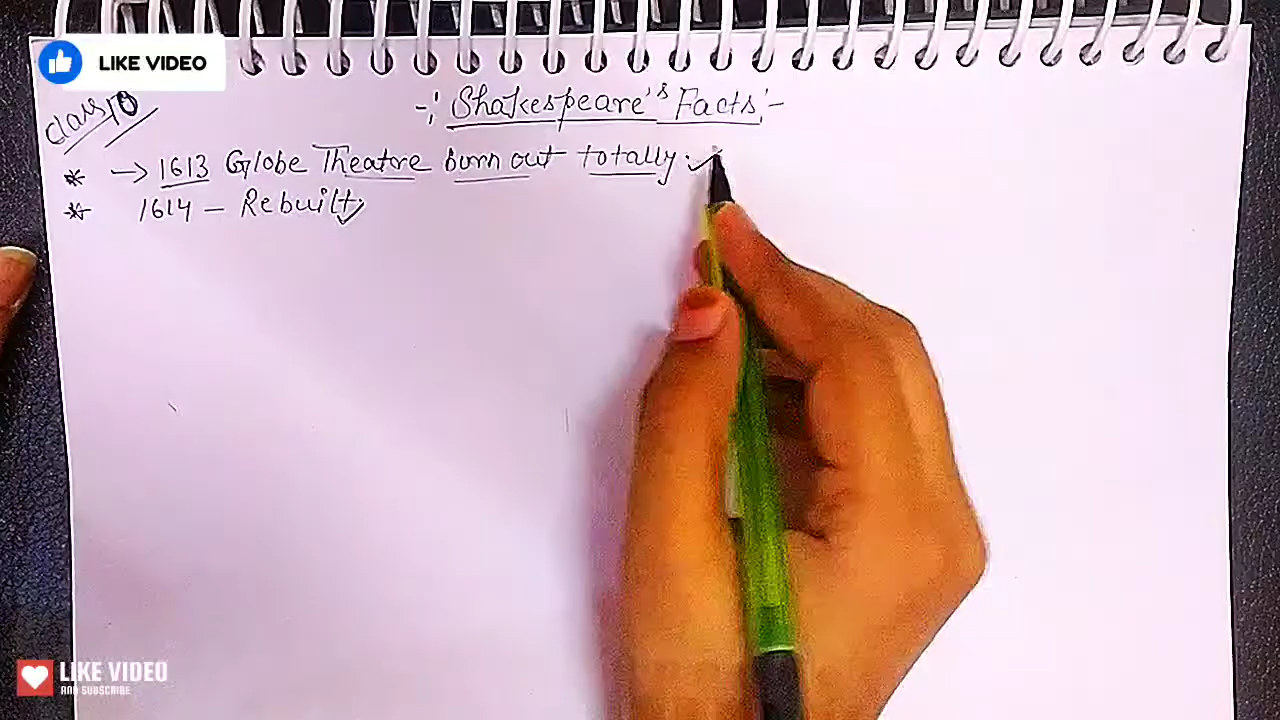 LIKE VIDEO
Class 10
-: Shakespeare's Facts :-
* → 1613 Globe Theatre burn out totally.
* 1614 - Rebuilt
LIKE VIDEO
AND SUBSCRIBE